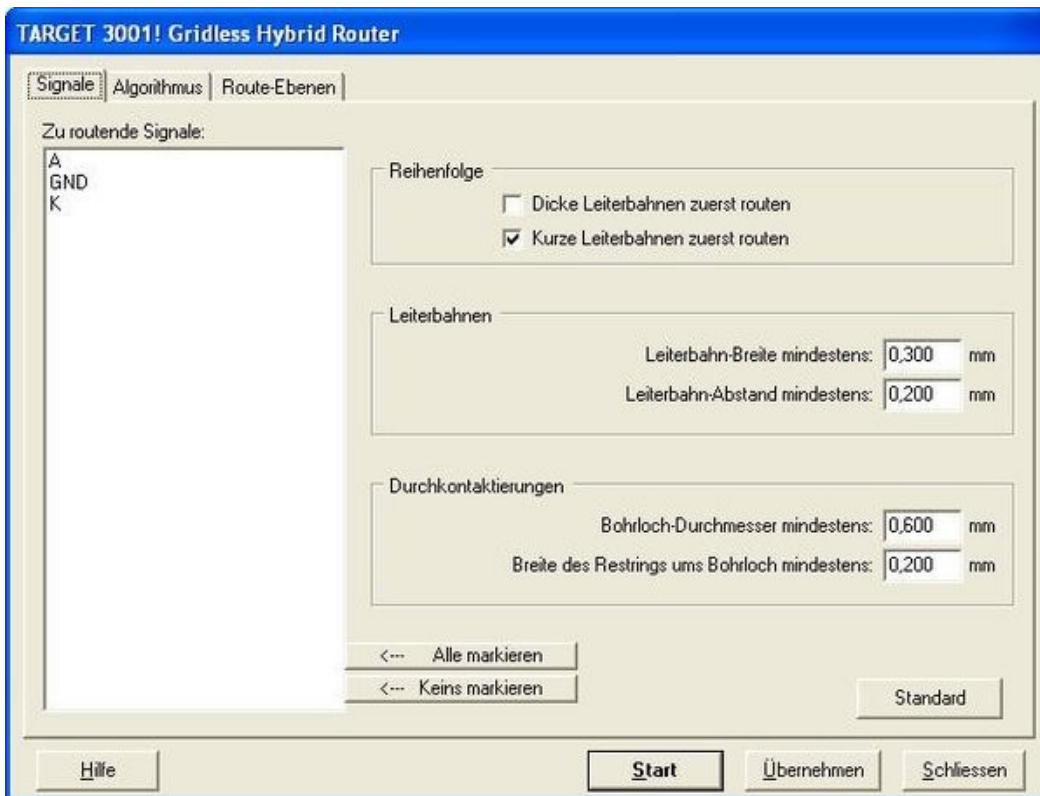 TARGET 3001! Gridless Hybrid Router
Signale
Algorithmus
Route-Ebenen
Zu routende Signale:
A
GND
K
Reihenfolge
Dicke Leiterbahnen zuerst routen
Kurze Leiterbahnen zuerst routen
Leiterbahnen
Leiterbahn-Breite mindestens: 0,300 mm
Leiterbahn-Abstand mindestens: 0,200 mm
Durchkontaktierungen
Bohrloch-Durchmesser mindestens: 0,600 mm
Breite des Restrings ums Bohrloch mindestens: 0,200 mm
<--- Alle markieren
<--- Keins markieren
Standard
Hilfe
Start
Übernehmen
Schliessen